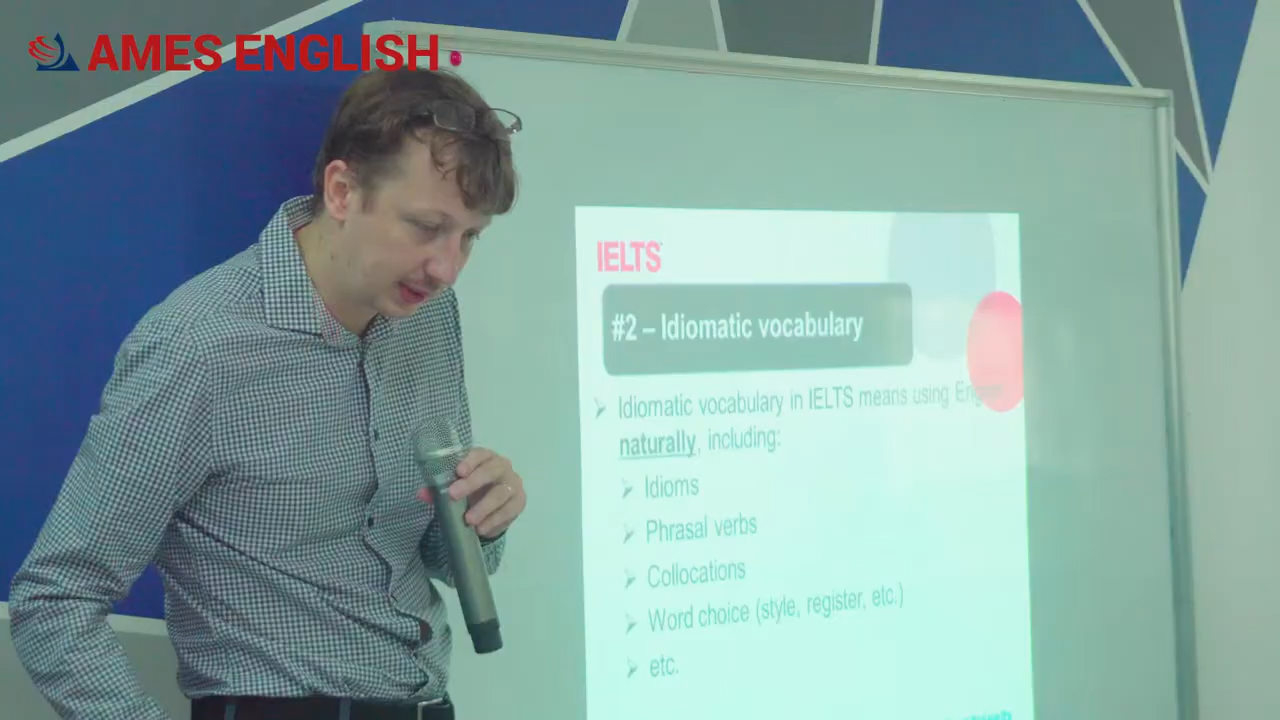 AMES ENGLISH
IELTS
#2 – Idiomatic vocabulary
Idiomatic vocabulary in IELTS means using English
naturally, including:
Idioms
Phrasal verbs
Collocations
Word choice (style, register, etc.)
etc.